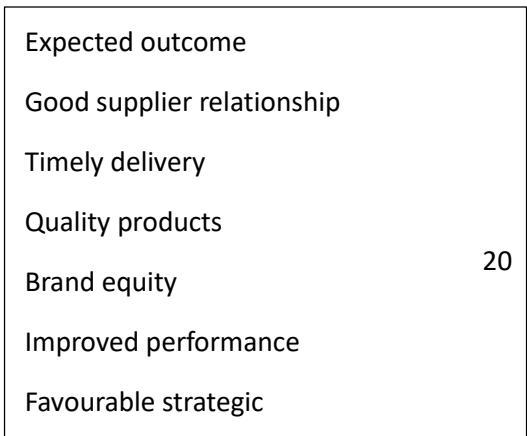 Expected outcome
Good supplier relationship
Timely delivery
Quality products
20
Brand equity
Improved performance
Favourable strategic